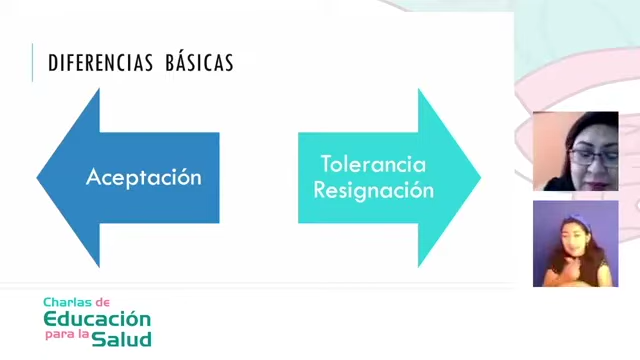 DIFERENCIAS BÁSICAS
Aceptación
Tolerancia
Resignación
Charlas de
Educación
para la Salud